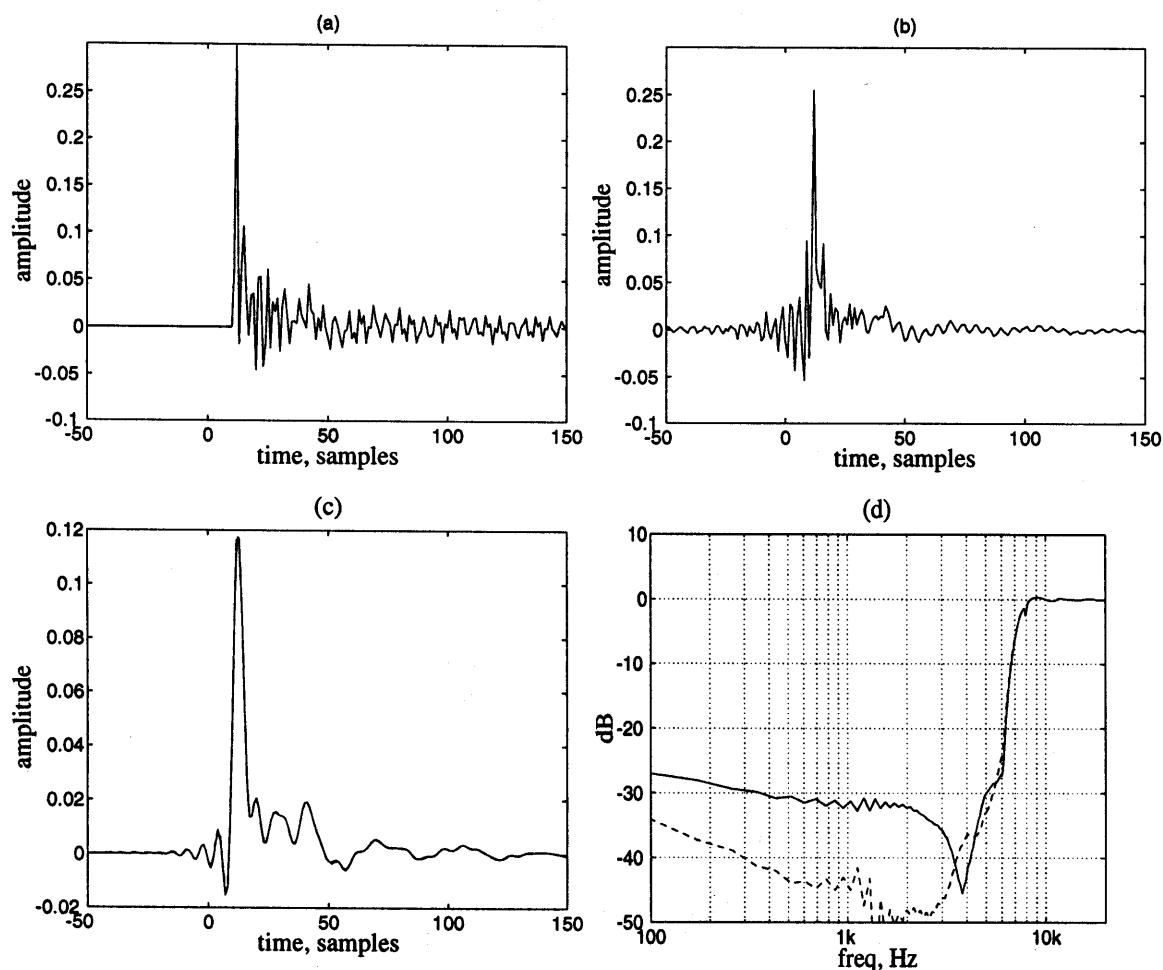 (a)
0.25
0.2
0.15
0.1
0.05
0
-0.05
-0.1
amplitude
-50 0 50 100 150
time, samples
(b)
0.25
0.2
0.15
0.1
0.05
0
-0.05
-0.1
amplitude
-50 0 50 100 150
time, samples
(c)
0.12
0.1
0.08
0.06
0.04
0.02
0
-0.02
amplitude
-50 0 50 100 150
time, samples
(d)
10
0
-10
-20
-30
-40
-50
dB
100 1k 10k
freq, Hz